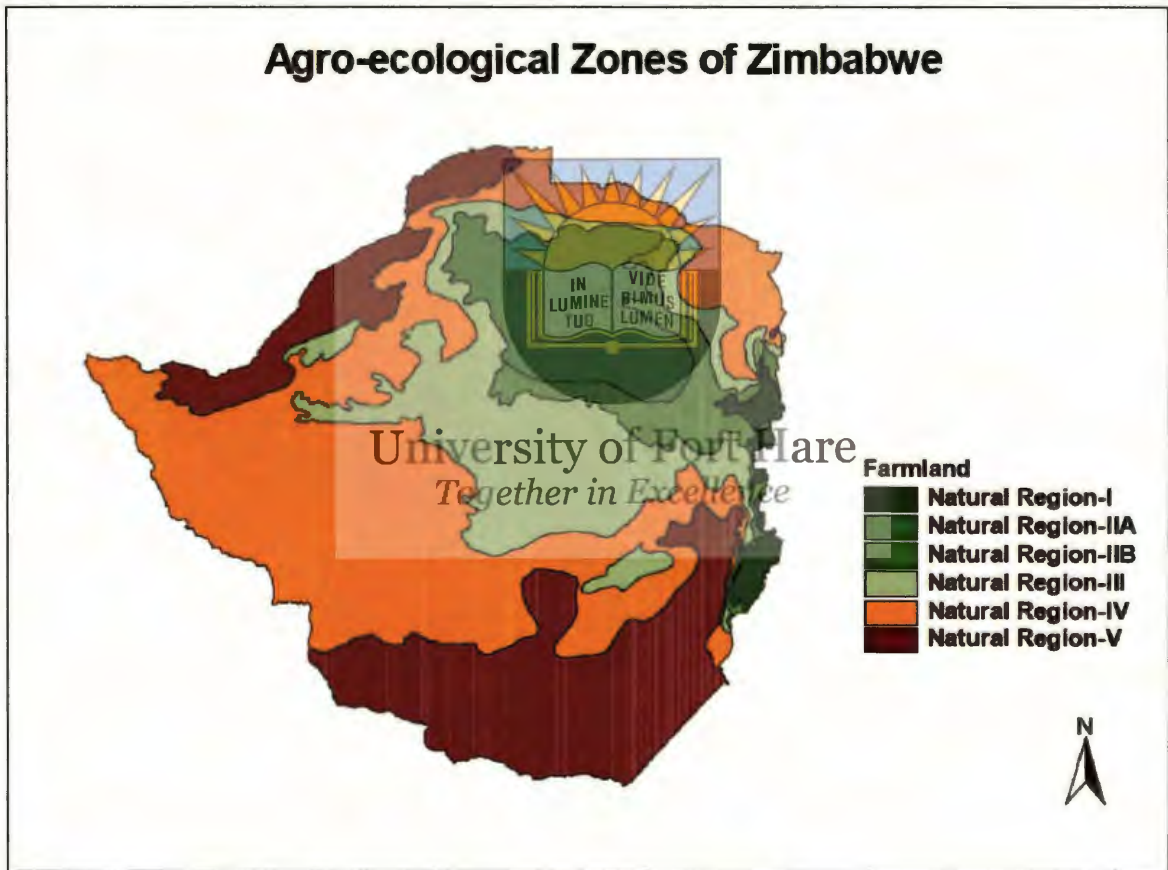 Agro-ecological Zones of Zimbabwe
IN
LUMINE
TUO
VIDE
BIMUS
LUMEN
University of Fort Hare
Together in Excellence
Farmland
Natural Region-I
Natural Region-IIA
Natural Region-IIB
Natural Region-III
Natural Region-IV
Natural Region-V
N